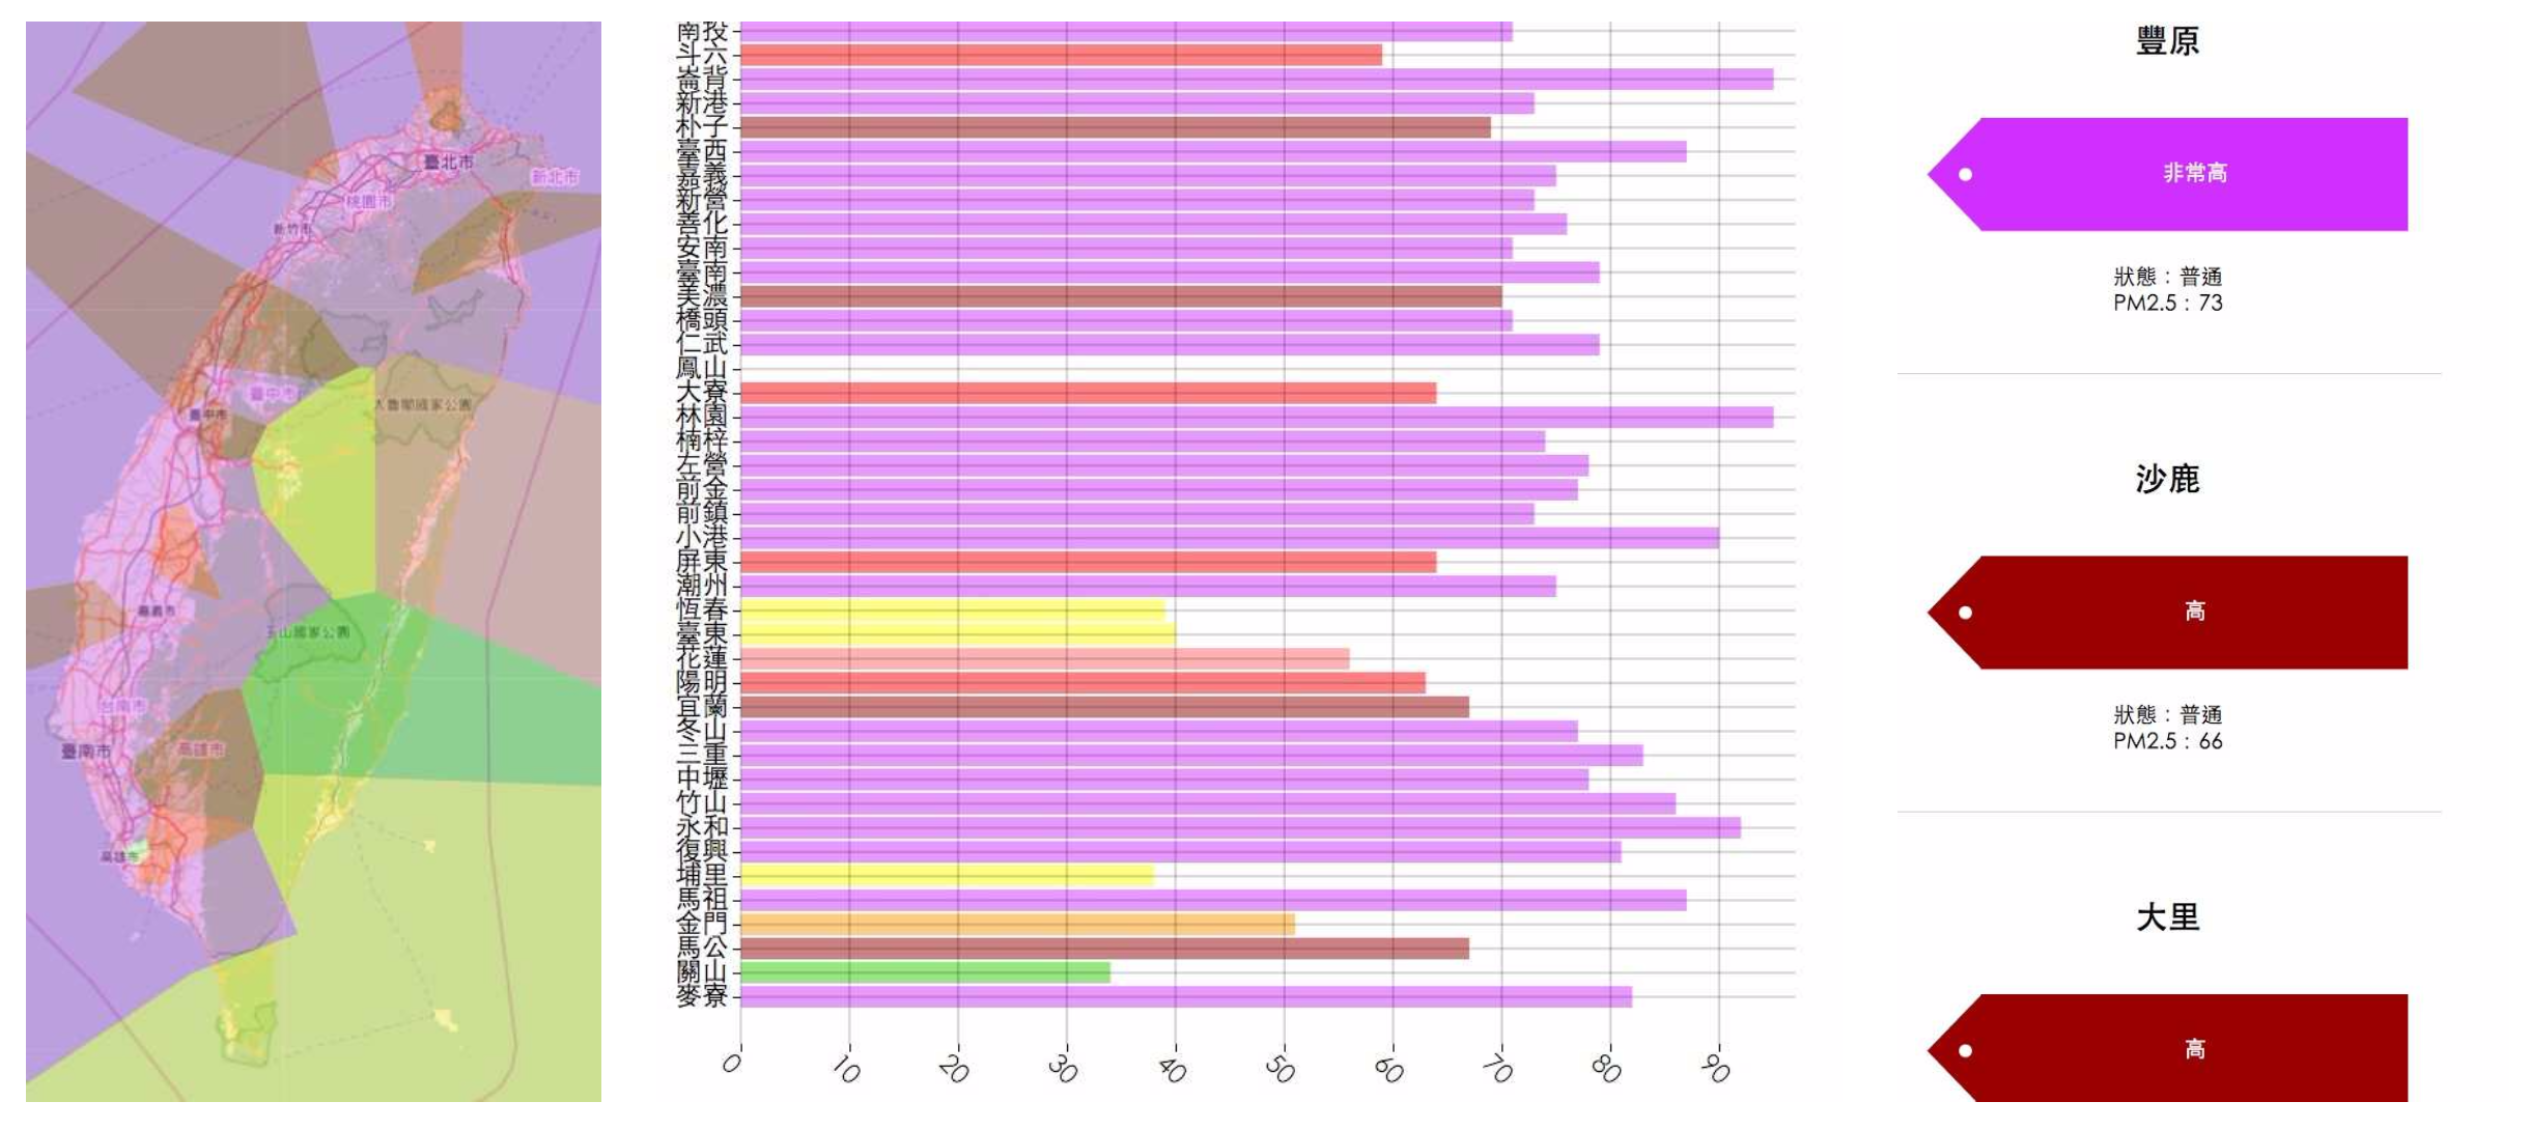 臺北市
新北市
桃園市
新竹市
臺中市
臺中市
太魯閣國家公園
嘉義市
玉山國家公園
台南市
高雄市
臺南市
高雄市
南投
斗六
崙背
新港
朴子
臺西
嘉義
新營
善化
安南
臺南
美濃
橋頭
仁武
鳳山
大寮
林園
楠梓
左營
前金
前鎮
小港
屏東
潮州
恆春
臺東
花蓮
陽明
宜蘭
冬山
三重
中壢
竹山
永和
復興
埔里
馬祖
金門
馬公
關山
麥寮
0 10 20 30 40 50 60 70 80 90
豐原
非常高
狀態：普通
PM2.5：73
沙鹿
高
狀態：普通
PM2.5：66
大里
高